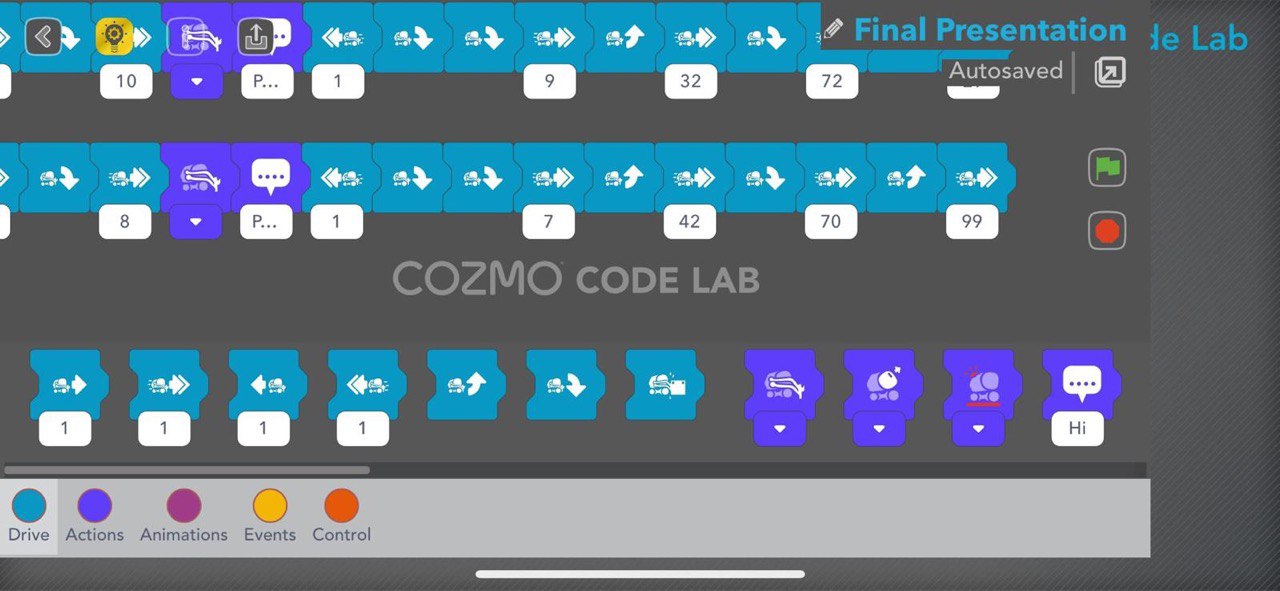 Final Presentation
de Lab
Autosaved
10 P... 1 9 32 72
8 P... 1 7 42 70 99
COZMO CODE LAB
1 1 1 1 Hi
Drive Actions Animations Events Control